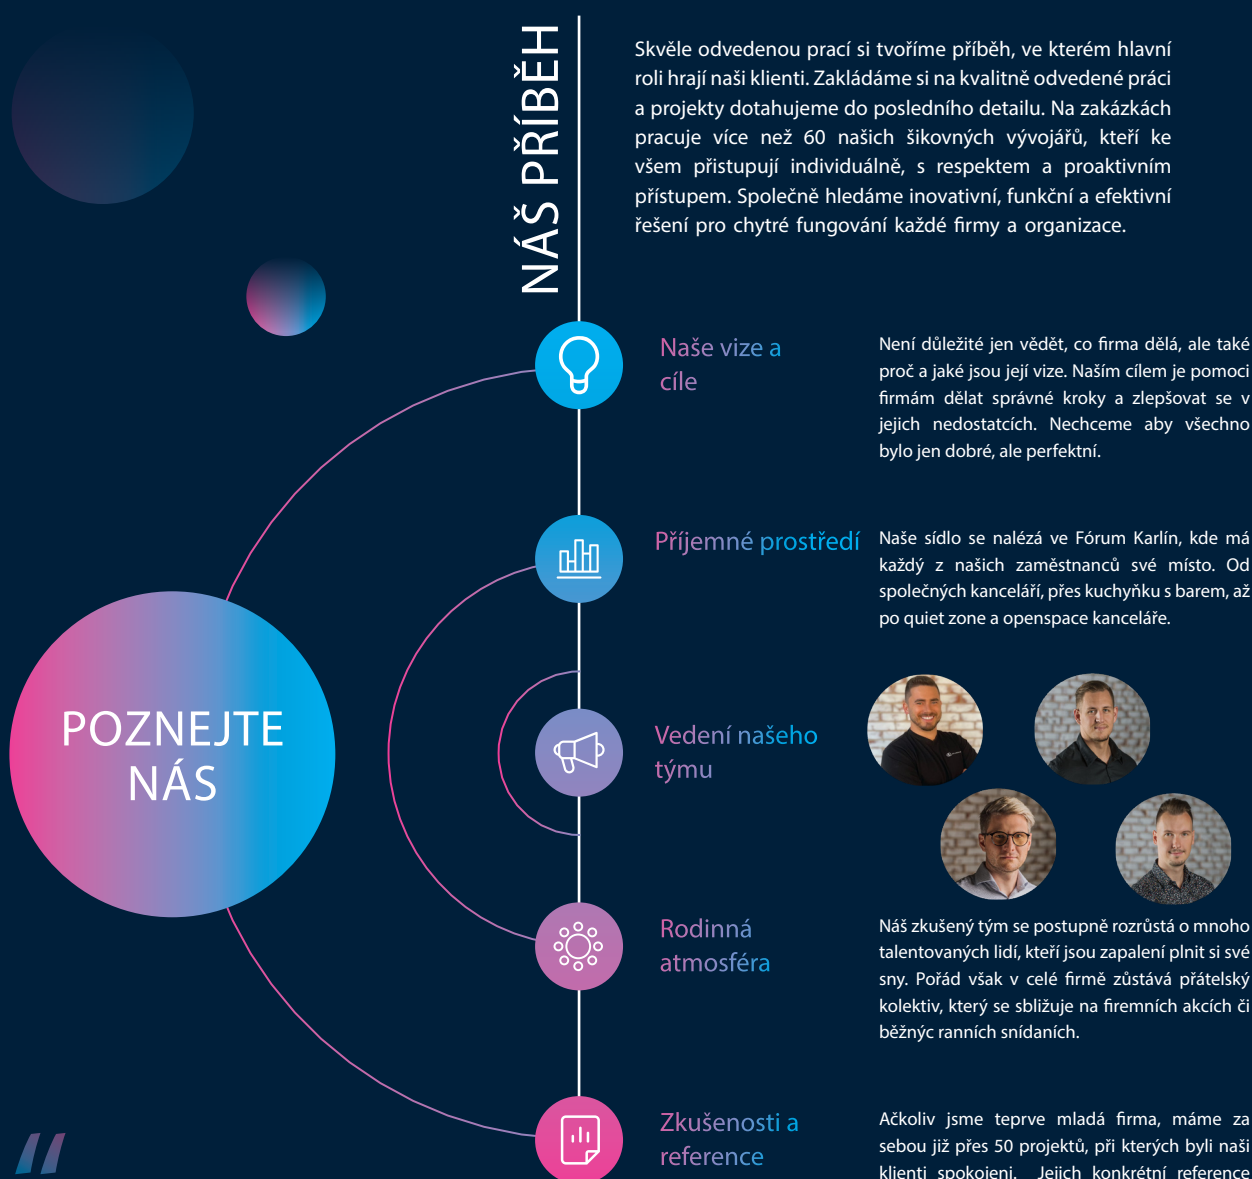 NÁŠ PŘÍBĚH
Skvěle odvedenou prací si tvoříme příběh, ve kterém hlavní
roli hrají naši klienti. Zakládáme si na kvalitně odvedené práci
a projekty dotahujeme do posledního detailu. Na zakázkách
pracuje více než 60 našich šikovných vývojářů, kteří ke
všem přistupují individuálně, s respektem a proaktivním
přístupem. Společně hledáme inovativní, funkční a efektivní
řešení pro chytré fungování každé firmy a organizace.
POZNEJTE
NÁS
Naše vize a
cíle
Není důležité jen vědět, co firma dělá, ale také
proč a jaké jsou její vize. Naším cílem je pomoci
firmám dělat správné kroky a zlepšovat se v
jejich nedostatcích. Nechceme aby všechno
bylo jen dobré, ale perfektní.
Příjemné prostředí
Naše sídlo se nalézá ve Fórum Karlín, kde má
každý z našich zaměstnanců své místo. Od
společných kanceláří, přes kuchyňku s barem, až
po quiet zone a openspace kanceláře.
Vedení našeho
týmu
Rodinná
atmosféra
Náš zkušený tým se postupně rozrůstá o mnoho
talentovaných lidí, kteří jsou zapalení plnit si své
sny. Pořád však v celé firmě zůstává přátelský
kolektiv, který se sbližuje na firemních akcích či
běžnýc ranních snídaních.
Zkušenosti a
reference
Ačkoliv jsme teprve mladá firma, máme za
sebou již přes 50 projektů, při kterých byli naši
klienti spokojeni. Jejich konkrétní reference